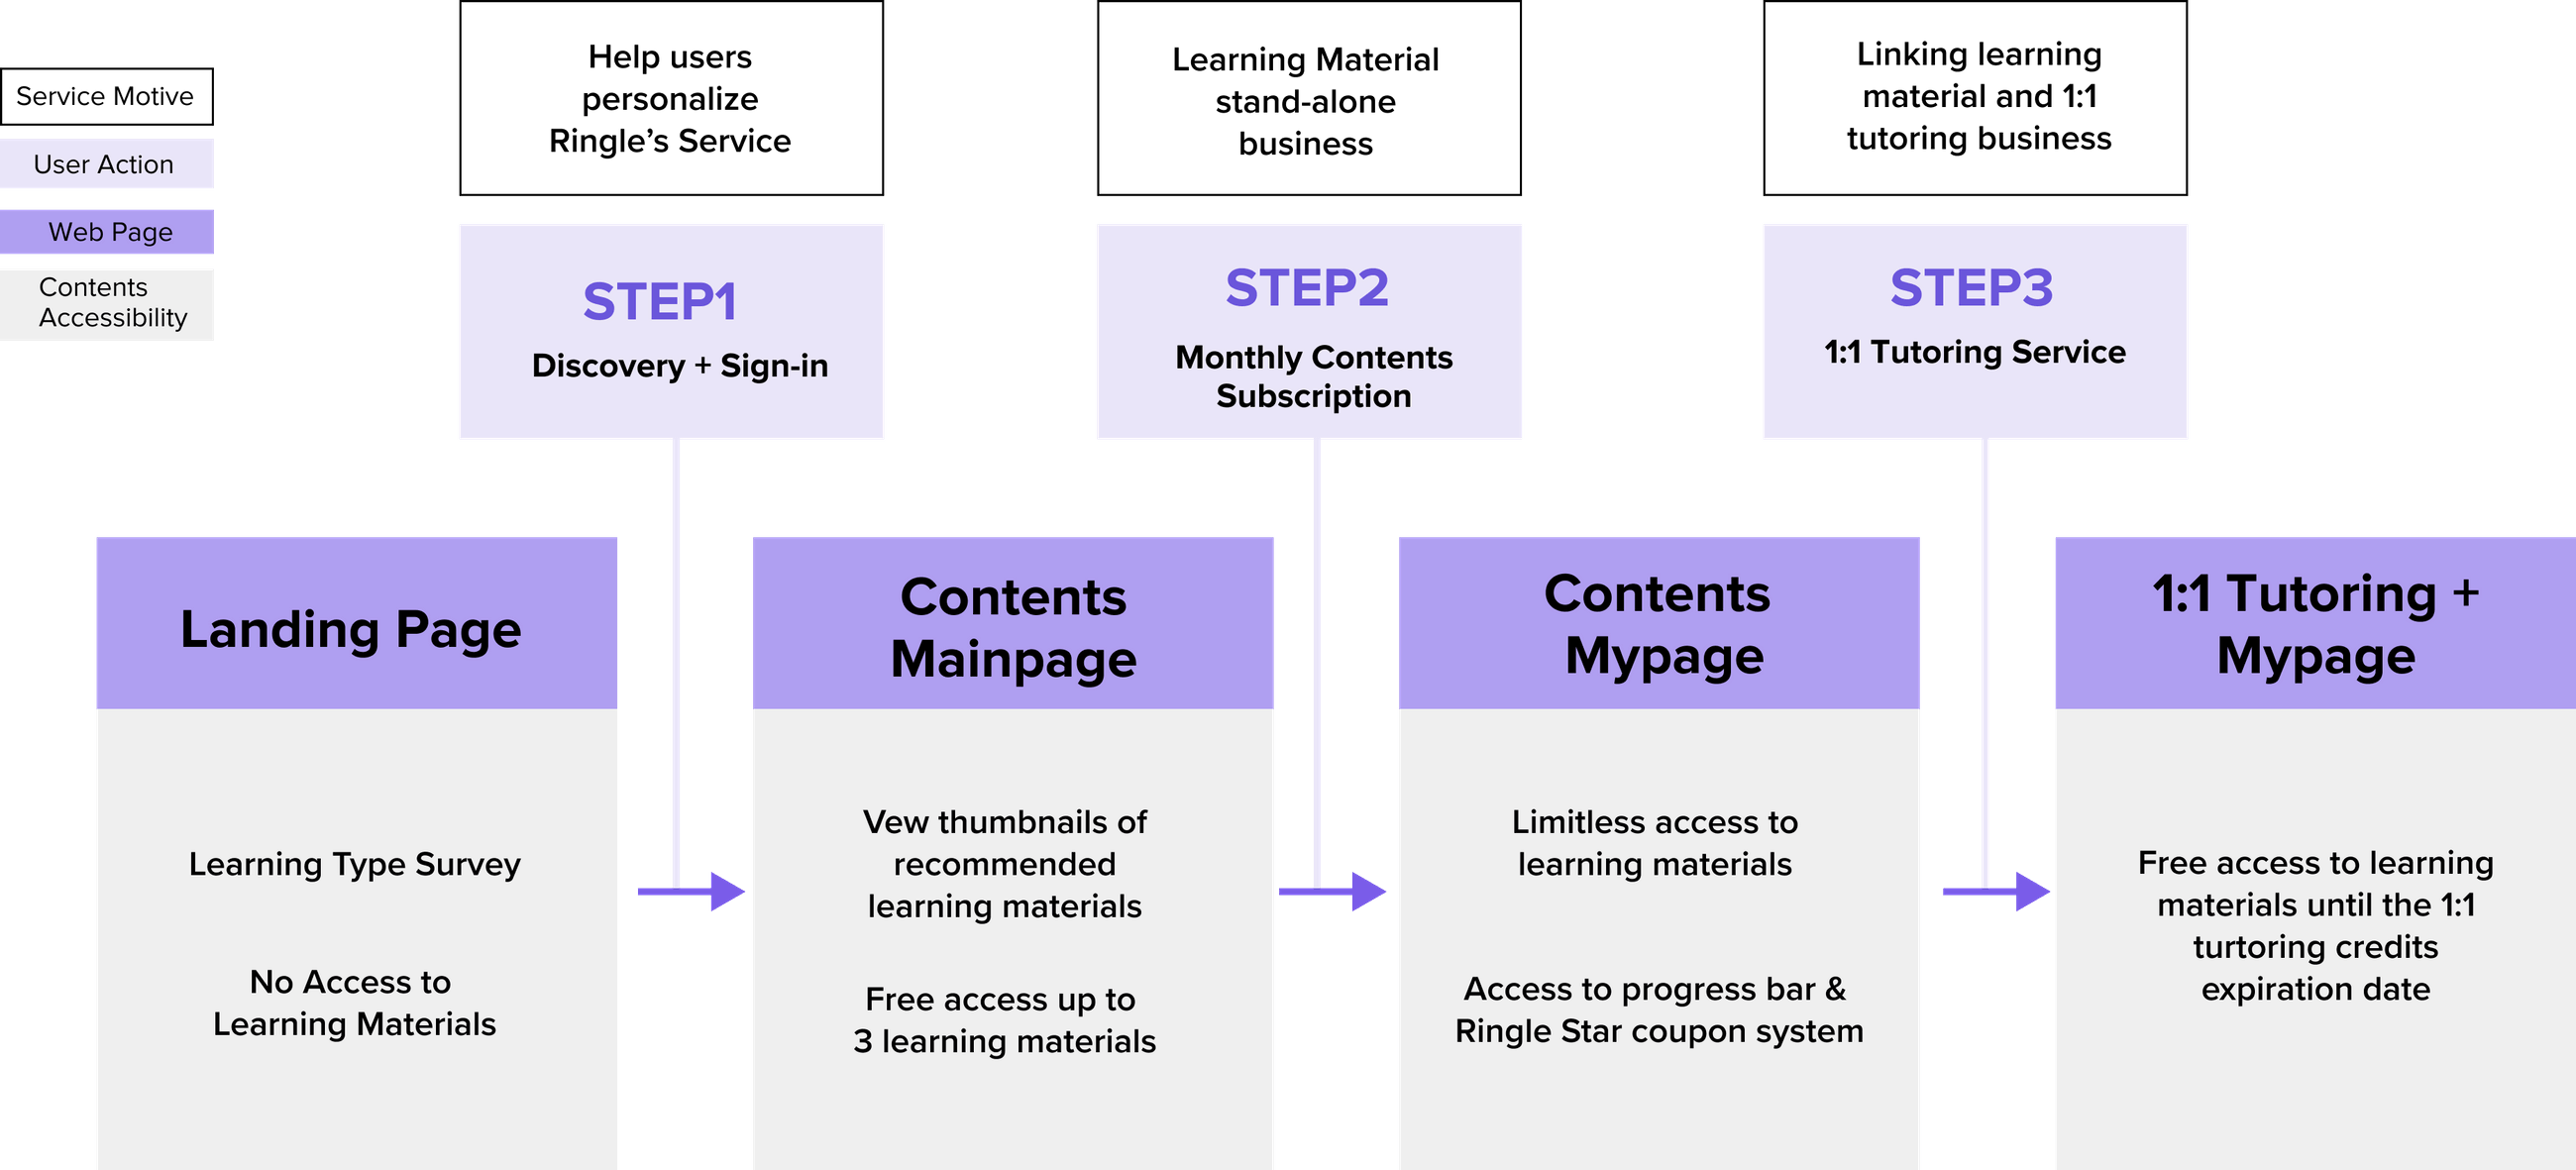 Service Motive
User Action
Web Page
Contents
Accessibility
Help users
personalize
Ringle’s Service
Learning Material
stand-alone
business
Linking learning
material and 1:1
tutoring business
STEP1
Discovery + Sign-in
STEP2
Monthly Contents
Subscription
STEP3
1:1 Tutoring Service
Landing Page
Learning Type Survey
No Access to
Learning Materials
Contents
Mainpage
Vew thumbnails of
recommended
learning materials
Free access up to
3 learning materials
Contents
Mypage
Limitless access to
learning materials
Access to progress bar &
Ringle Star coupon system
1:1 Tutoring +
Mypage
Free access to learning
materials until the 1:1
turtoring credits
expiration date